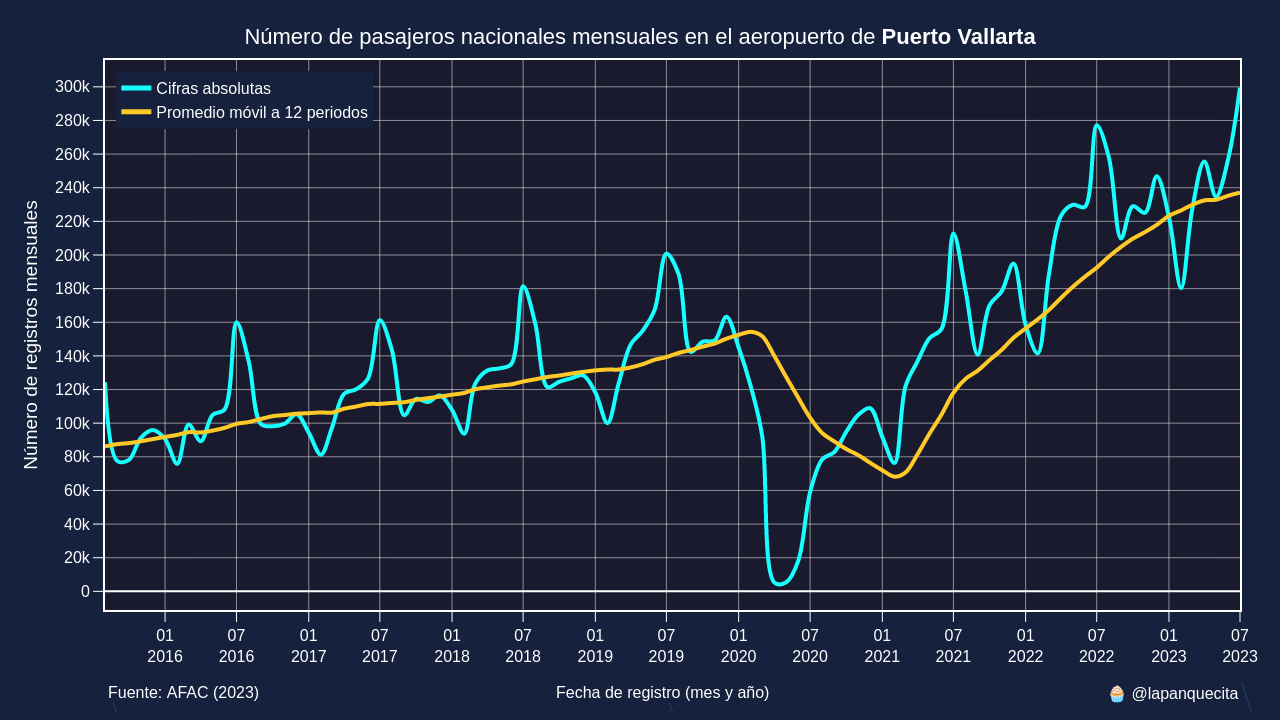 Número de pasajeros nacionales mensuales en el aeropuerto de Puerto Vallarta
Cifras absolutas
Promedio móvil a 12 periodos
Número de registros mensuales
300k
280k
260k
240k
220k
200k
180k
160k
140k
120k
100k
80k
60k
40k
20k
0
01 07 01 07 01 07 01 07 01 07 01 07 01 07 01 07
2016 2016 2017 2017 2018 2018 2019 2019 2020 2020 2021 2021 2022 2022 2023 2023
Fuente: AFAC (2023) Fecha de registro (mes y año) 🧁 @lapanquecita